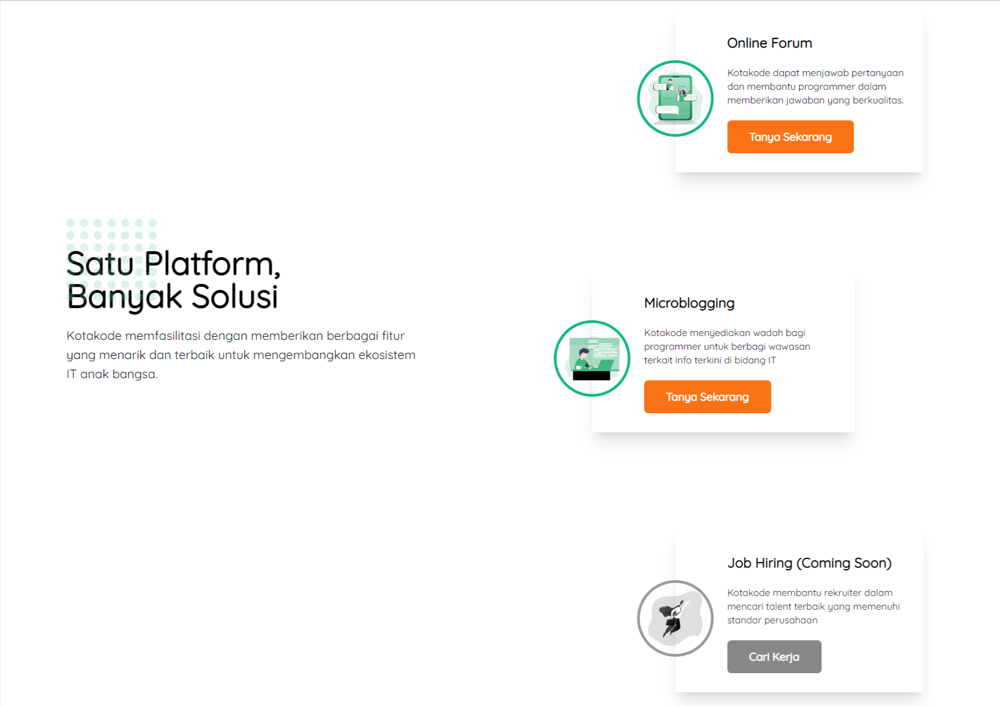 Satu Platform,
Banyak Solusi
Kotakode memfasilitasi dengan memberikan berbagai fitur
yang menarik dan terbaik untuk mengembangkan ekosistem
IT anak bangsa.
Online Forum
Kotakode dapat menjawab pertanyaan
dan membantu programmer dalam
memberikan jawaban yang berkualitas.
Tanya Sekarang
Microblogging
Kotakode menyediakan wadah bagi
programmer untuk berbagi wawasan
terkait info terkini di bidang IT
Tanya Sekarang
Job Hiring (Coming Soon)
Kotakode membantu rekruiter dalam
mencari talent terbaik yang memenuhi
standar perusahaan
Cari Kerja